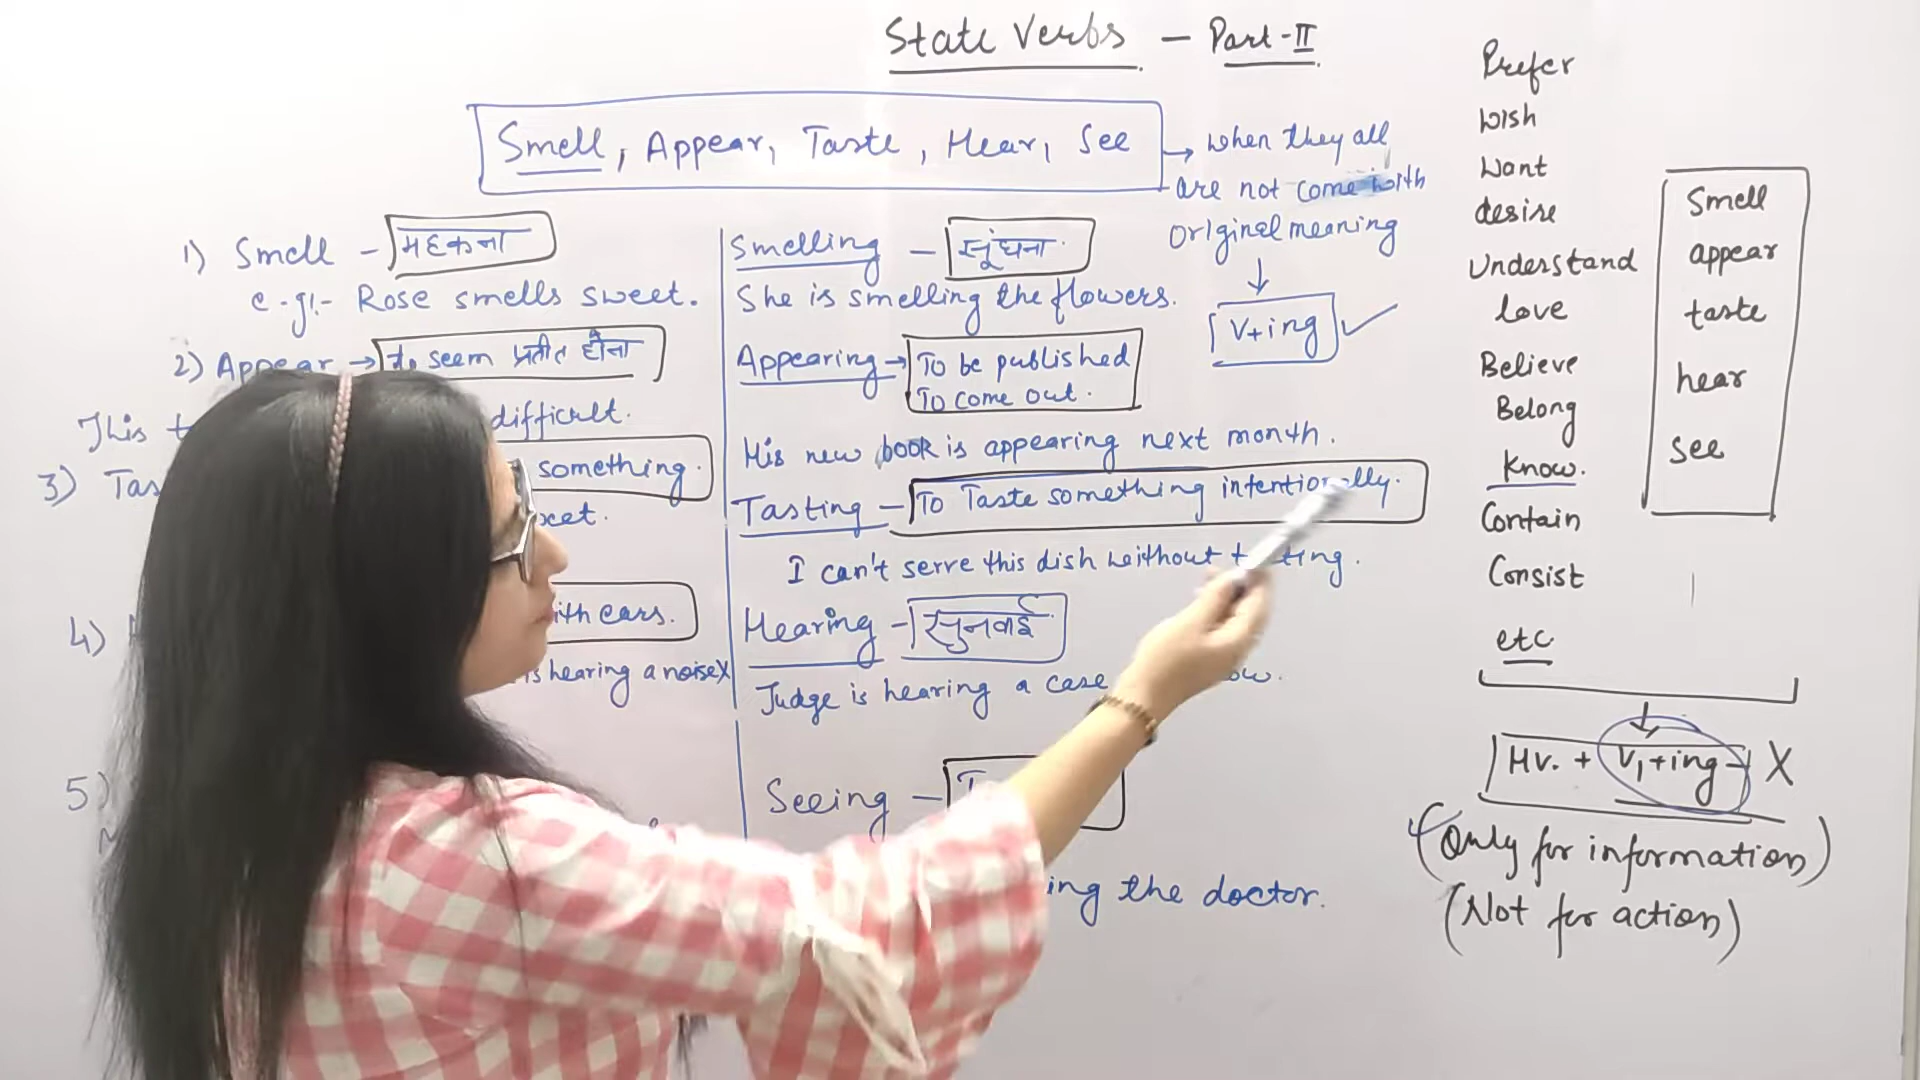 State Verbs - Part-II
Smell, Appear, Taste, Hear, See
→ when they all
are not come with
original meaning
↓
V+ing ✓
1) Smell - महकना
e.g:- Rose smells sweet.
2) Appear → to seem प्रतीत होना
This
difficult.
3) Tas
something.
4)
ith ears.
is hearing a noise X
5)
Smelling - सूंघना
She is smelling the flowers.
Appearing → To be published
To come out.
His new book is appearing next month.
Tasting - To Taste something intentionally.
I can't serve this dish without tasting.
Hearing - सुनवाई
Judge is hearing a case
Seeing -
ing the doctor.
Prefer
Wish
Want
desire
Understand
love
Believe
Belong
Know.
Contain
Consist
etc
Smell
appear
taste
hear
see
↓
Hv. + V1+ing X
(Only for information)
(Not for action)